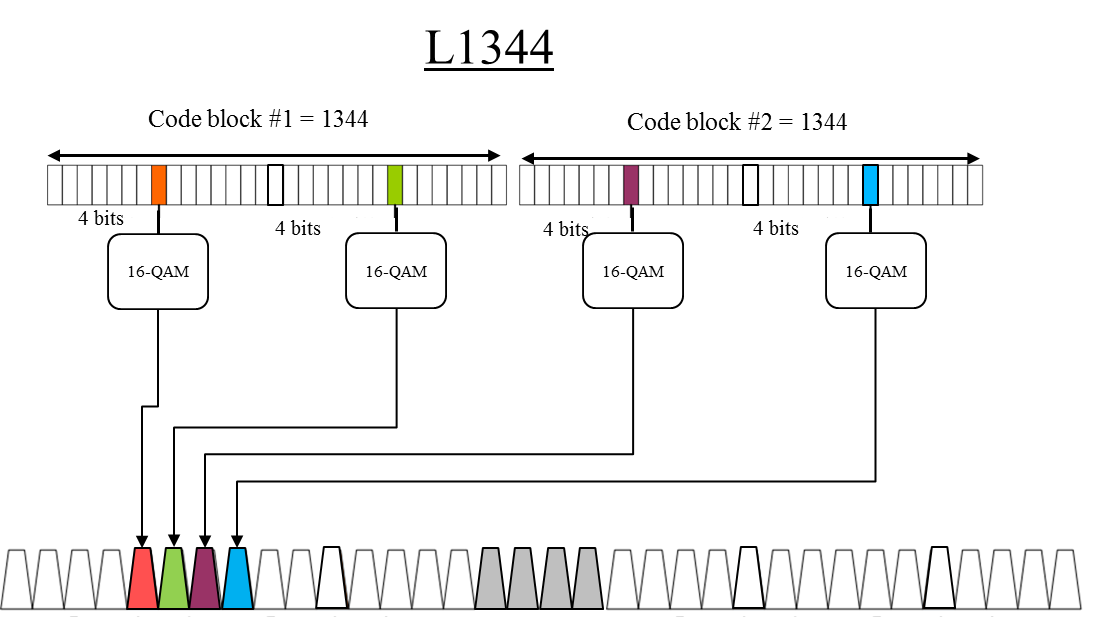 L1344
Code block #1 = 1344
Code block #2 = 1344
4 bits
4 bits
4 bits
4 bits
16-QAM
16-QAM
16-QAM
16-QAM